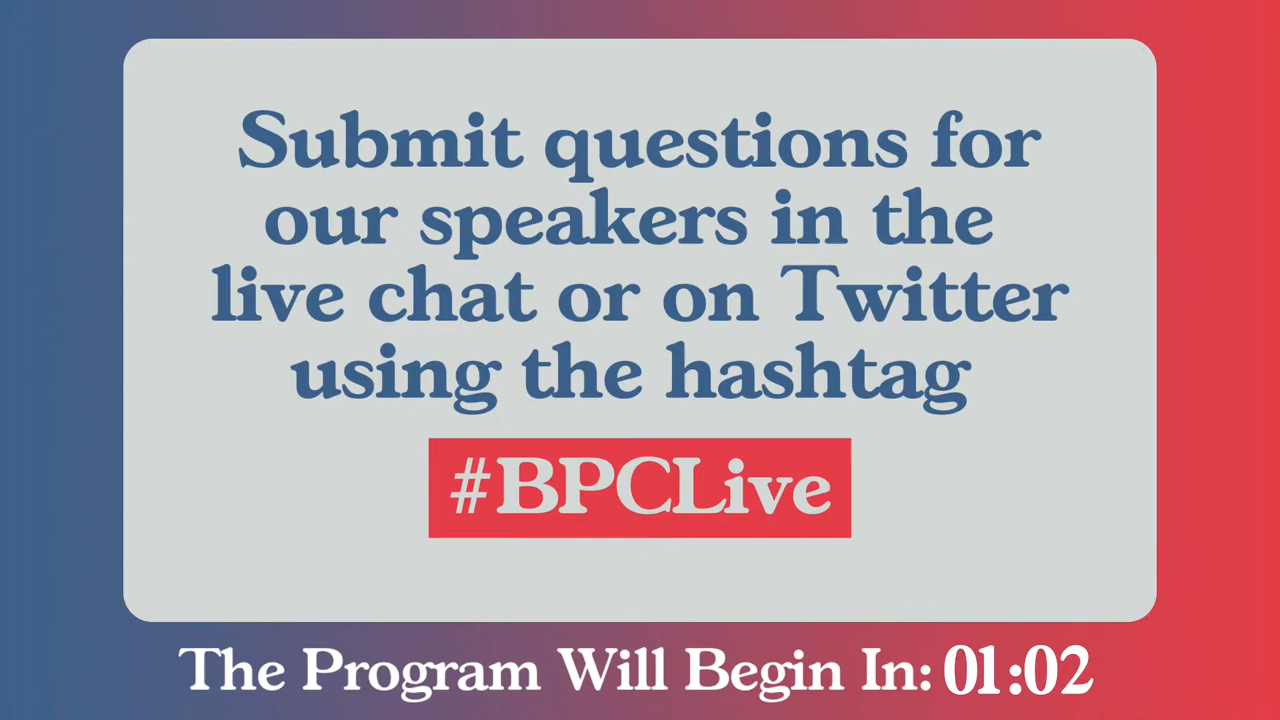 Submit questions for
our speakers in the
live chat or on Twitter
using the hashtag
#BPCLive
The Program Will Begin In: 01:02